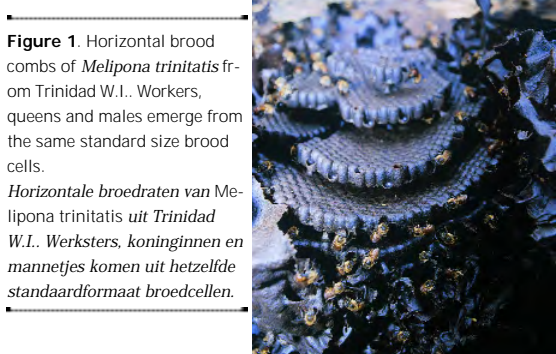 Figure 1. Horizontal brood
combs of Melipona trinitatis fr-
om Trinidad W.I.. Workers,
queens and males emerge from
the same standard size brood
cells.
Horizontale broedraten van Me-
lipona trinitatis uit Trinidad
W.I.. Werksters, koninginnen en
mannetjes komen uit hetzelfde
standaardformaat broedcellen.